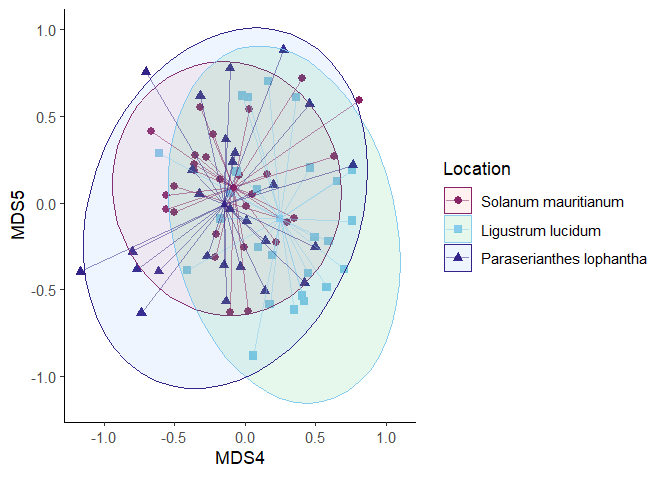 1.0
0.5
0.0
-0.5
-1.0
MDS5
-1.0 -0.5 0.0 0.5 1.0
MDS4
Location
Solanum mauritianum
Ligustrum lucidum
Paraserianthes lophantha